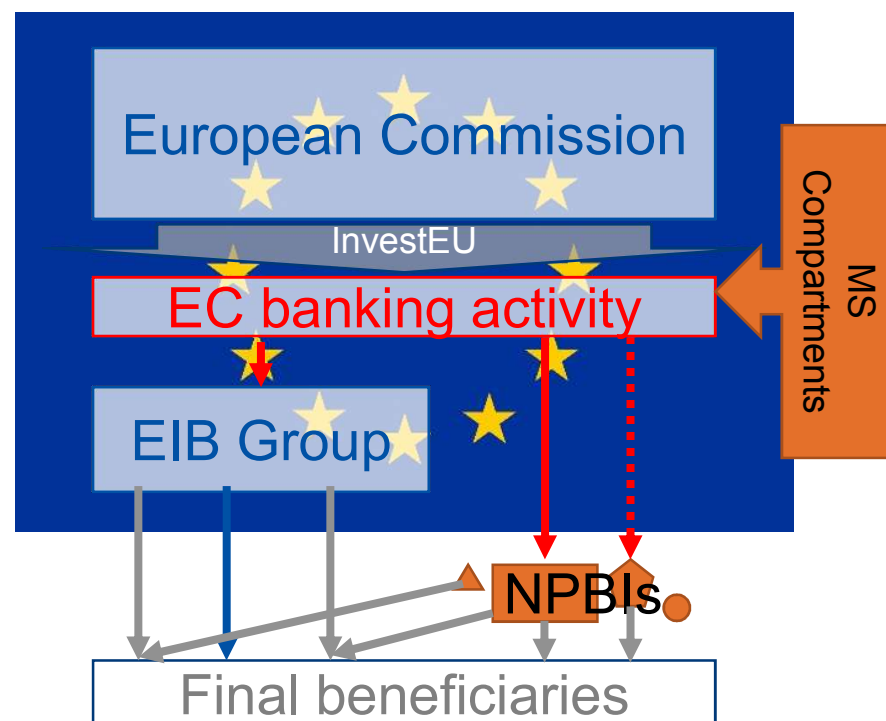 European Commission
InvestEU
EC banking activity
MS
Compartments
EIB Group
NPBIs
Final beneficiaries